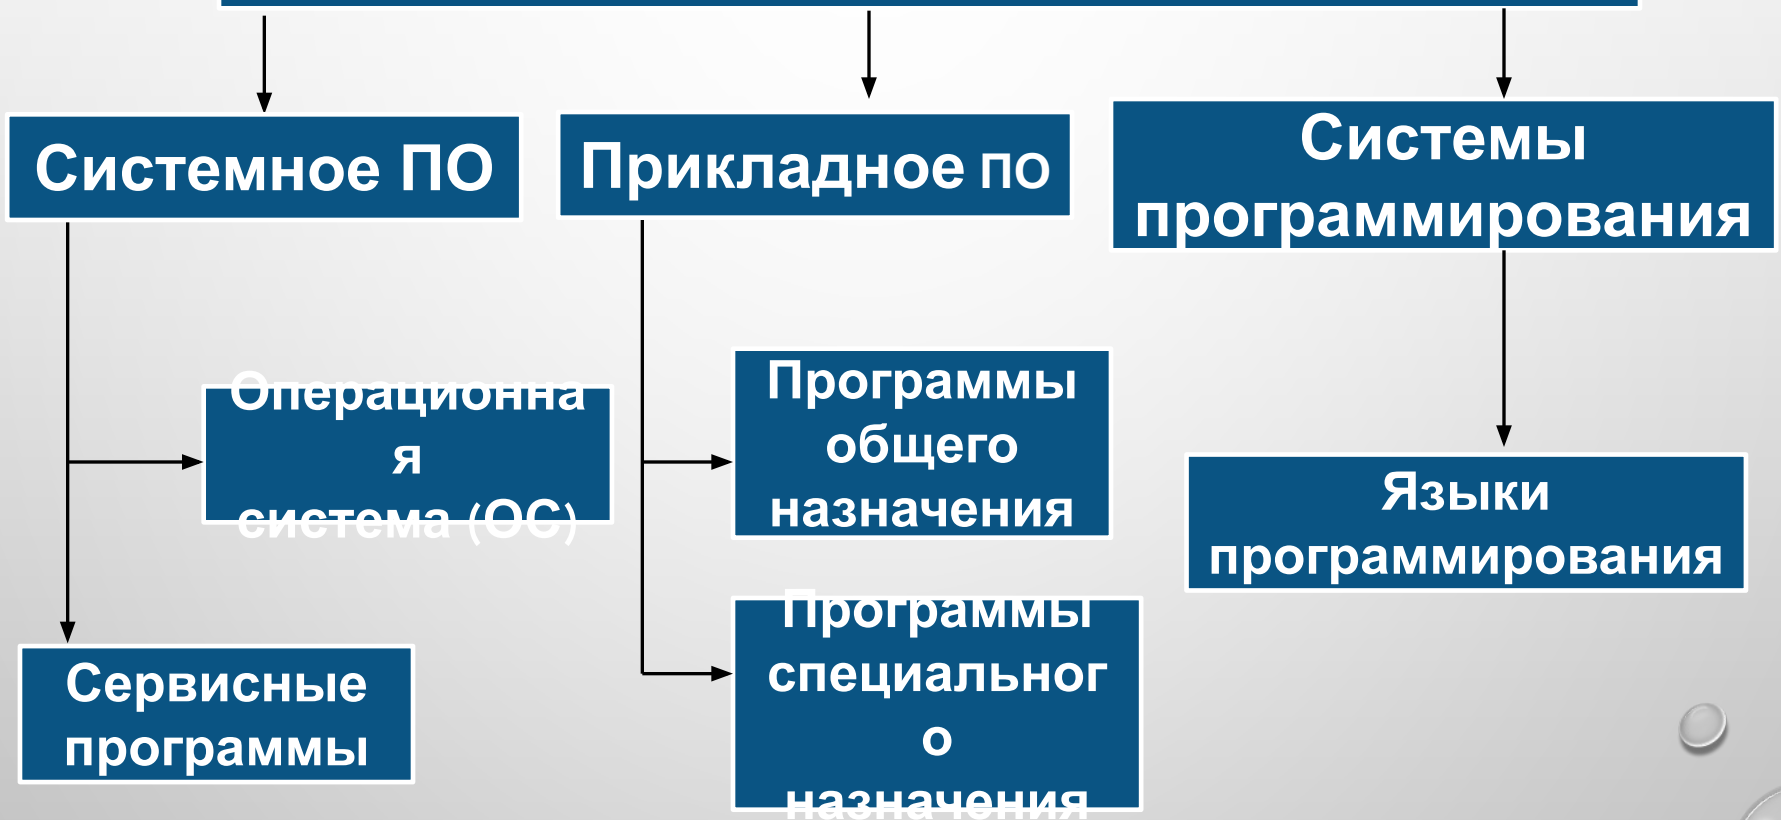 Системное ПО
Прикладное ПО
Системы
программирования
Операционна
я
система (ОС)
Программы
общего
назначения
Языки
программирования
Сервисные
программы
Программы
специальног
о
назначения